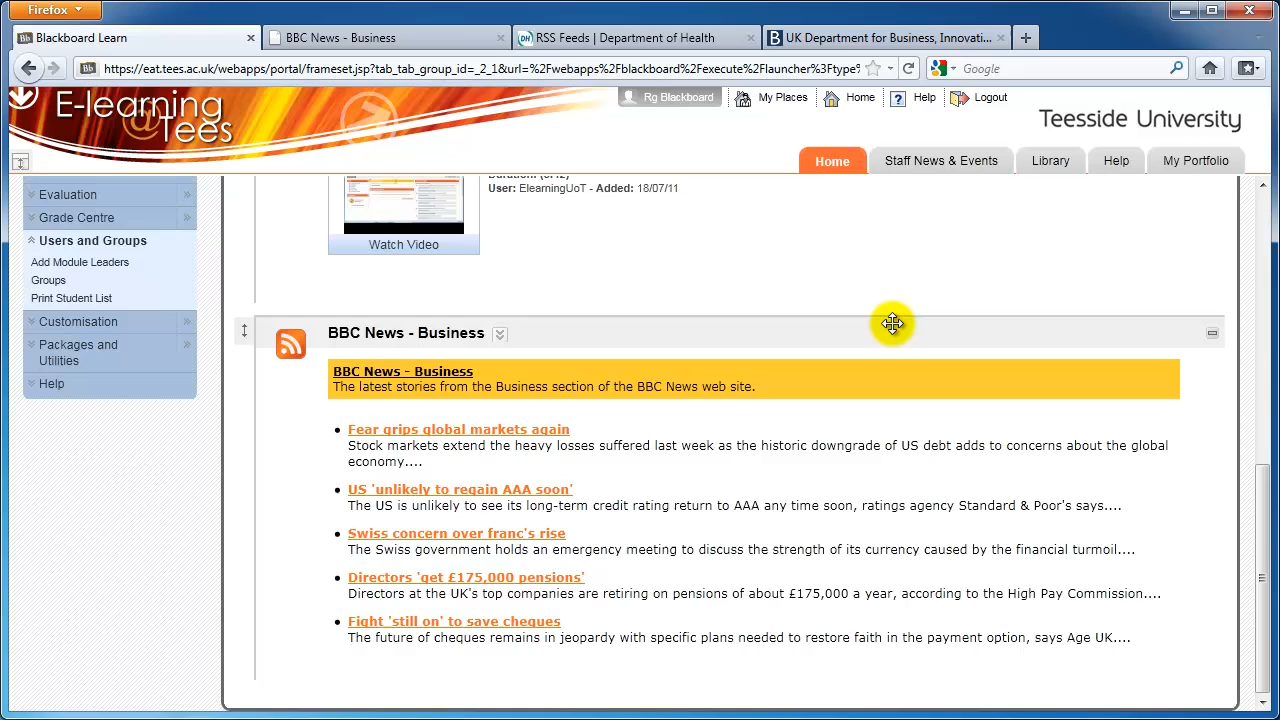 Firefox
Blackboard Learn
BBC News - Business
RSS Feeds | Department of Health
UK Department for Business, Innovati...
https://eat.tees.ac.uk/webapps/portal/frameset.jsp?tab_tab_group_id=_2_1&url=%2Fwebapps%2Fblackboard%2Fexecute%2Flauncher%3Ftype%
Google
E-learning
@Tees
Rg Blackboard
My Places
Home
Help
Logout
Teesside University
Home
Staff News & Events
Library
Help
My Portfolio
Evaluation
Grade Centre
Users and Groups
Add Module Leaders
Groups
Print Student List
Customisation
Packages and
Utilities
Help
User: ElearningUoT - Added: 18/07/11
Watch Video
BBC News - Business
BBC News - Business
The latest stories from the Business section of the BBC News web site.
Fear grips global markets again
Stock markets extend the heavy losses suffered last week as the historic downgrade of US debt adds to concerns about the global
economy....
US 'unlikely to regain AAA soon'
The US is unlikely to see its long-term credit rating return to AAA any time soon, ratings agency Standard & Poor's says....
Swiss concern over franc's rise
The Swiss government holds an emergency meeting to discuss the strength of its currency caused by the financial turmoil....
Directors 'get £175,000 pensions'
Directors at the UK's top companies are retiring on pensions of about £175,000 a year, according to the High Pay Commission....
Fight 'still on' to save cheques
The future of cheques remains in jeopardy with specific plans needed to restore faith in the payment option, says Age UK....